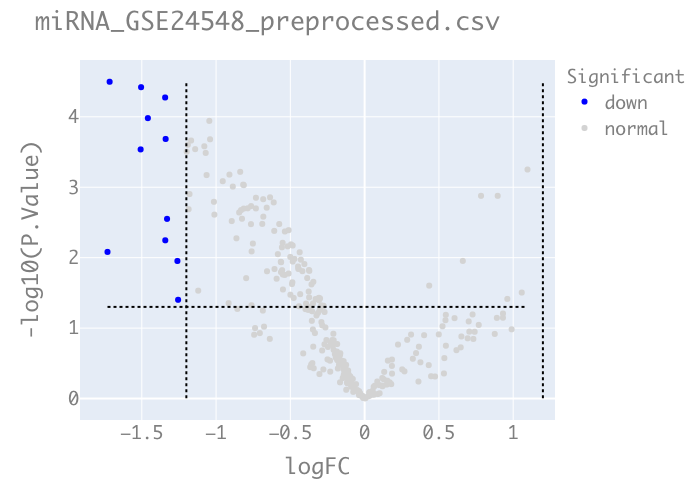 miRNA_GSE24548_preprocessed.csv
Significant
down
normal
-log10(P.Value)
4
3
2
1
0
−1.5 −1 −0.5 0 0.5 1
logFC